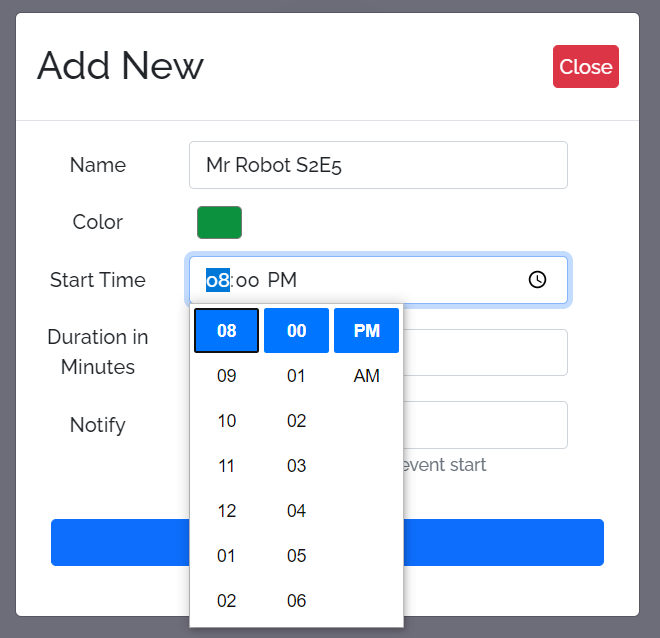 Add New
Close
Name
Mr Robot S2E5
Color
Start Time
08:00 PM
Duration in
Minutes
Notify
event start
08 00 PM
09 01 AM
10 02
11 03
12 04
01 05
02 06